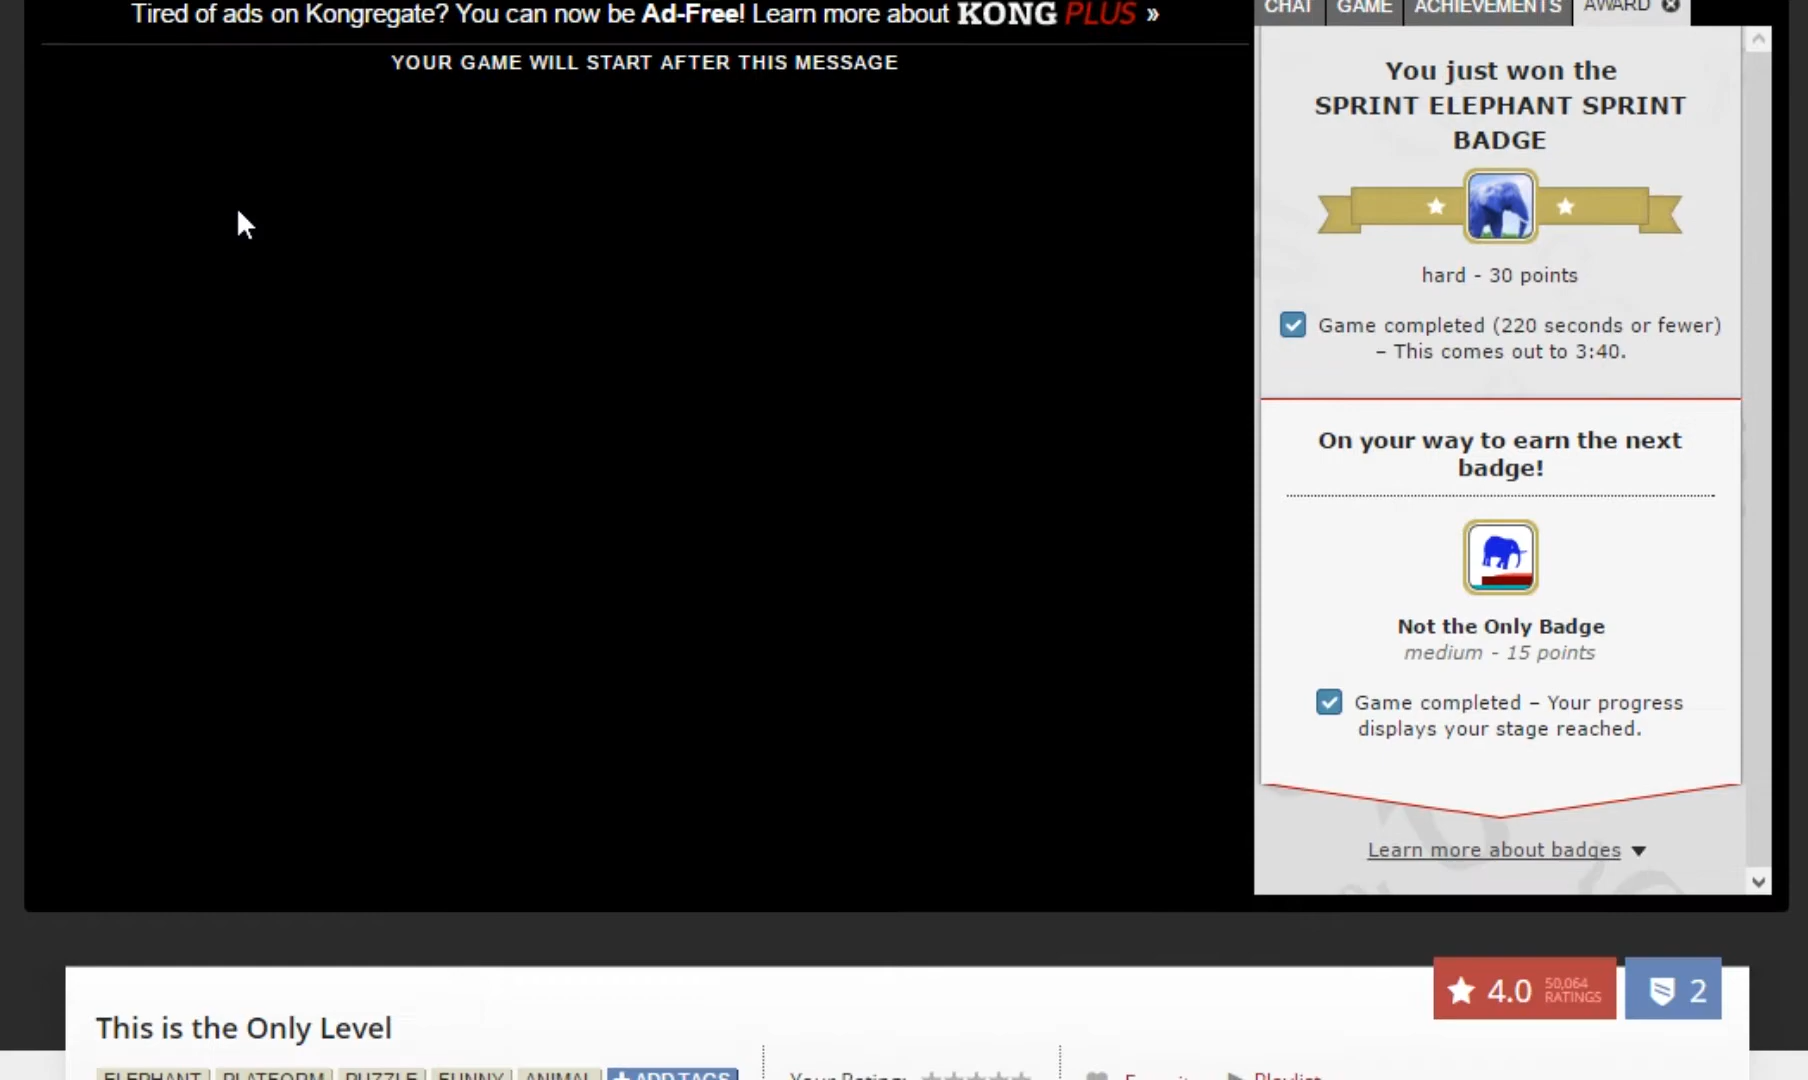 Tired of ads on Kongregate? You can now be Ad-Free! Learn more about KONG PLUS »
YOUR GAME WILL START AFTER THIS MESSAGE
CHAT GAME ACHIEVEMENTS AWARD
You just won the
SPRINT ELEPHANT SPRINT
BADGE
hard - 30 points
Game completed (220 seconds or fewer)
– This comes out to 3:40.
On your way to earn the next
badge!
Not the Only Badge
medium - 15 points
Game completed – Your progress
displays your stage reached.
Learn more about badges
4.0 50,064
RATINGS
2
This is the Only Level
ELEPHANT PLATFORM PUZZLE FUNNY ANIMAL ADD TAGS
Your Rating:
Favorite
Playlist